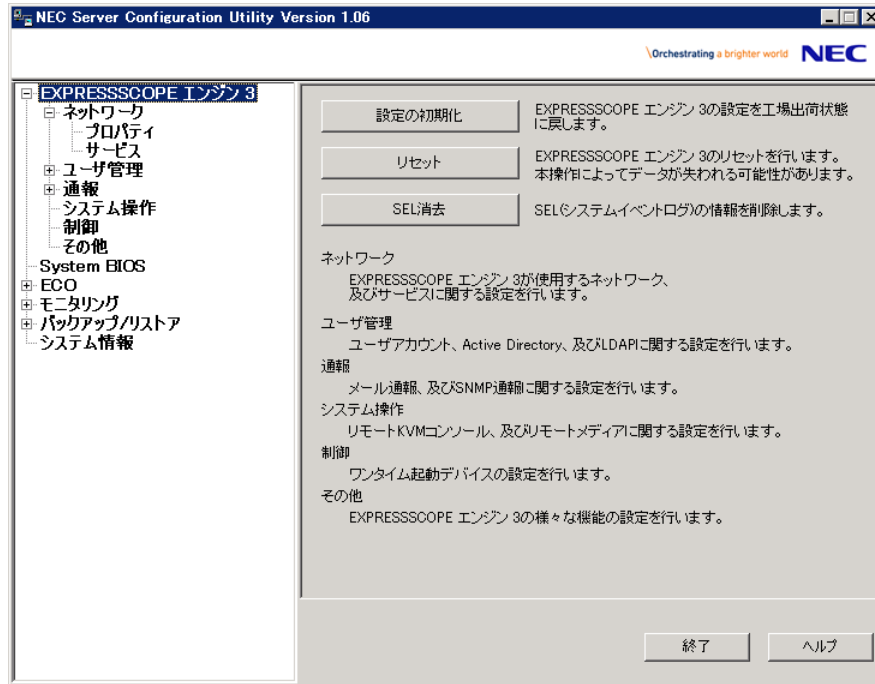 NEC Server Configuration Utility Version 1.06
\Orchestrating a brighter world NEC
EXPRESSSCOPE エンジン 3
ネットワーク
プロパティ
サービス
ユーザ管理
通報
システム操作
制御
その他
System BIOS
ECO
モニタリング
バックアップ/リストア
システム情報
設定の初期化
EXPRESSSCOPE エンジン 3の設定を工場出荷状態
に戻します。
リセット
EXPRESSSCOPE エンジン 3のリセットを行います。
本操作によってデータが失われる可能性があります。
SEL消去
SEL(システムイベントログ)の情報を削除します。
ネットワーク
EXPRESSSCOPE エンジン 3が使用するネットワーク、
及びサービスに関する設定を行います。
ユーザ管理
ユーザアカウント、Active Directory、及びLDAPに関する設定を行います。
通報
メール通報、及びSNMP通報に関する設定を行います。
システム操作
リモートKVMコンソール、及びリモートメディアに関する設定を行います。
制御
ワンタイム起動デバイスの設定を行います。
その他
EXPRESSSCOPE エンジン 3の様々な機能の設定を行います。
終了
ヘルプ